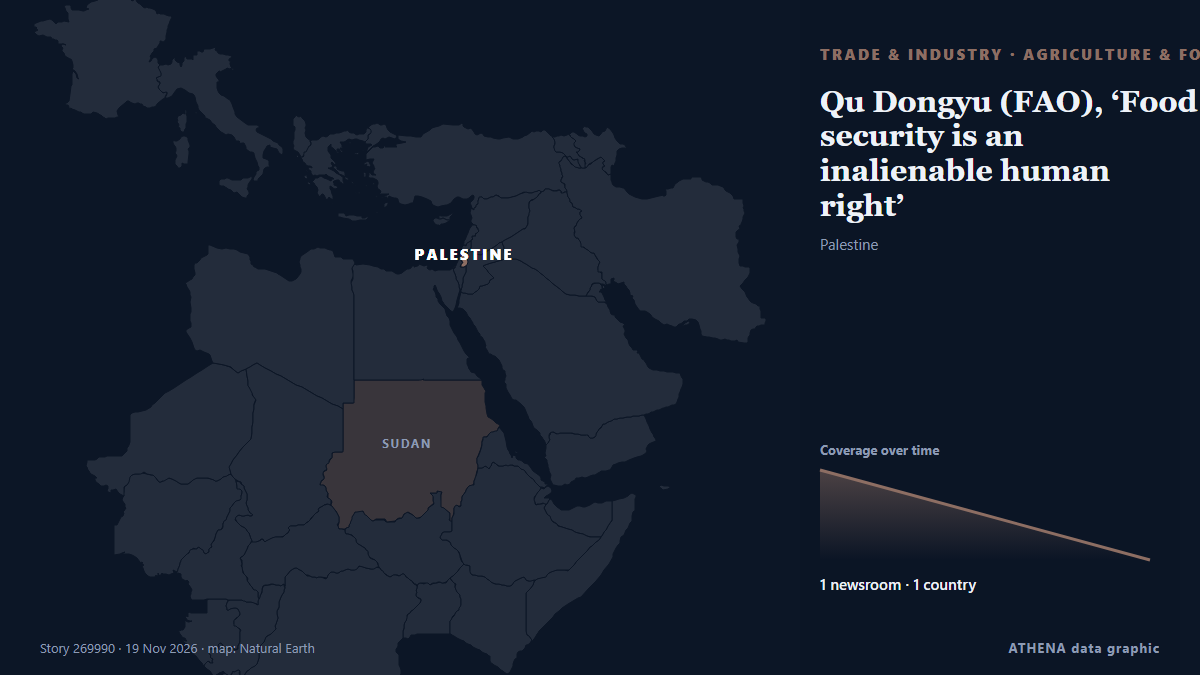 TRADE & INDUSTRY · AGRICULTURE & FO
Qu Dongyu (FAO), ‘Food
security is an
inalienable human
right’
Palestine
PALESTINE
SUDAN
Coverage over time
1 newsroom · 1 country
Story 269990 · 19 Nov 2026 · map: Natural Earth
ATHENA data graphic